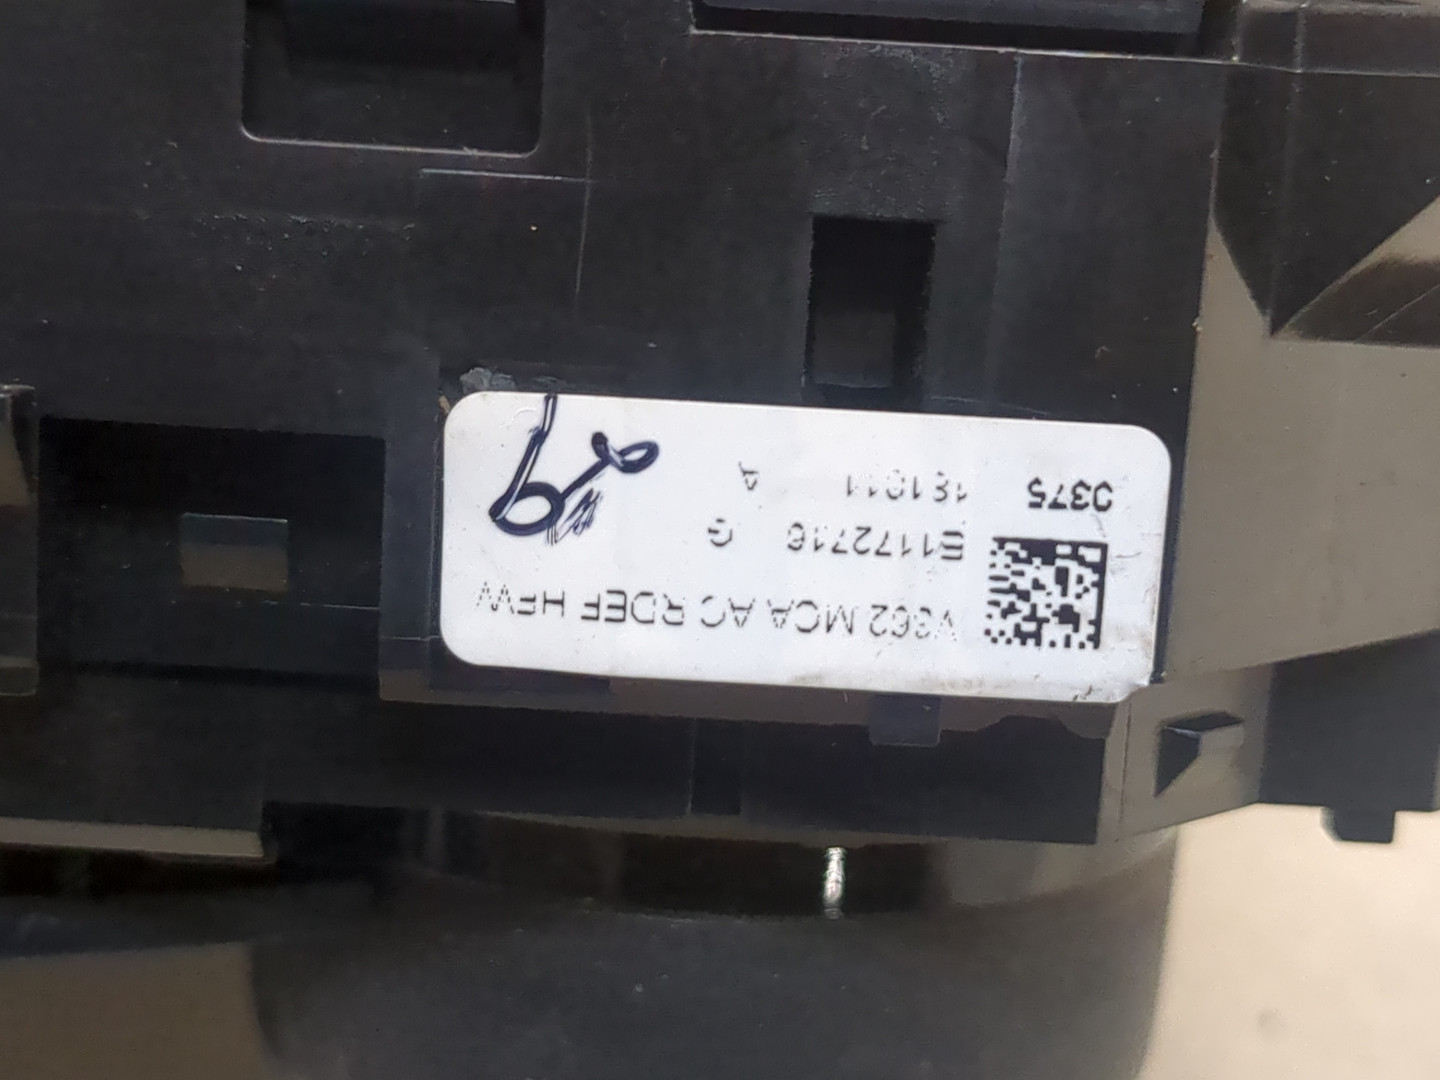 V362 MCA AC RDEF HFW
E1172716 G
0375 181011 A